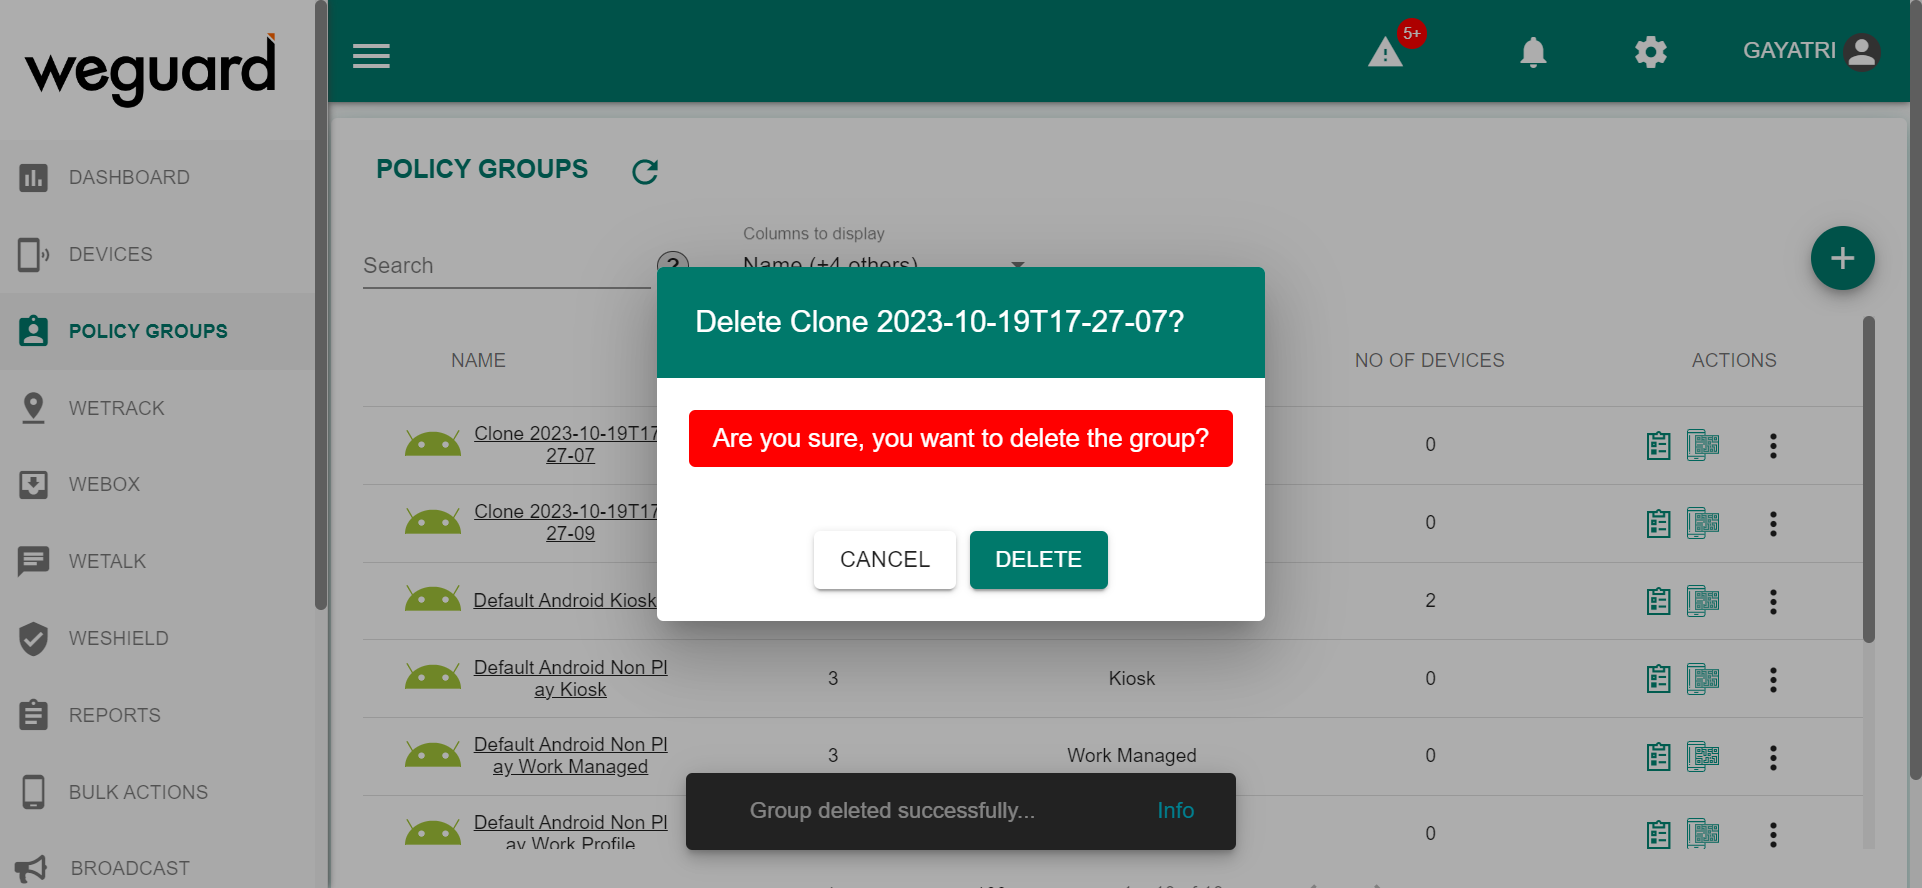 weguard
5+
GAYATRI
DASHBOARD
DEVICES
POLICY GROUPS
WETRACK
WEBOX
WETALK
WESHIELD
REPORTS
BULK ACTIONS
BROADCAST
POLICY GROUPS
Columns to display
Search
?
Name (+4 others)
+
NAME
NO OF DEVICES
ACTIONS
Clone 2023-10-19T17
27-07
0
Clone 2023-10-19T17
27-09
0
Default Android Kiosk
2
Default Android Non Pl
ay Kiosk
3
Kiosk
0
Default Android Non Pl
ay Work Managed
3
Work Managed
0
Default Android Non Pl
ay Work Profile
0
Delete Clone 2023-10-19T17-27-07?
Are you sure, you want to delete the group?
CANCEL
DELETE
Group deleted successfully...
Info